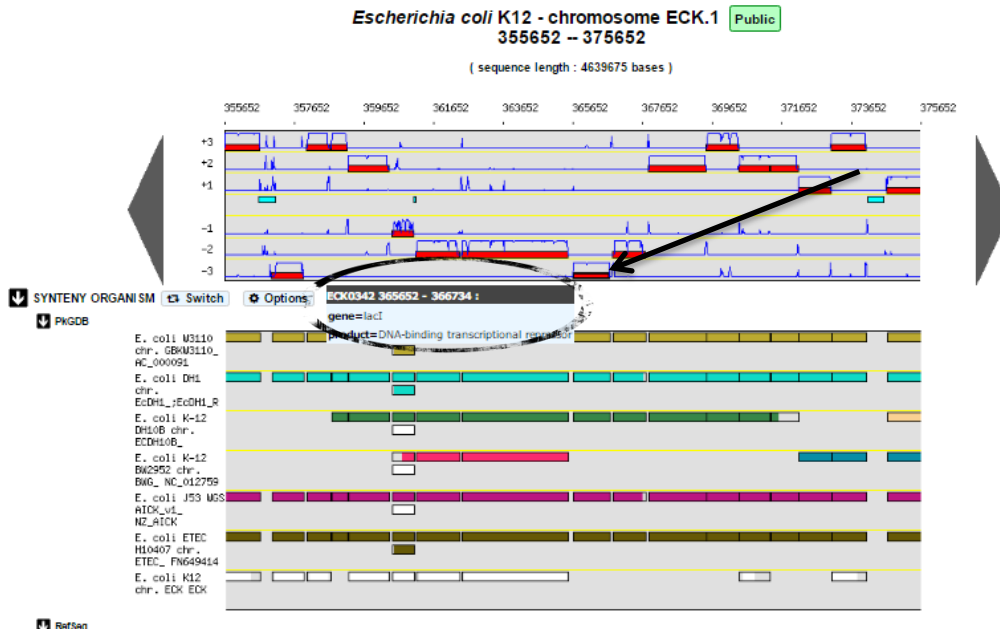 Escherichia coli K12 - chromosome ECK.1 Public
355652 -- 375652
( sequence length : 4639675 bases )
355652 357652 359652 361652 363652 365652 367652 369652 371652 373652 375652
+3
+2
+1
-1
-2
-3
SYNTENY ORGANISM Switch Options
ECK0342 365652 - 366734 :
gene=lacI
product=DNA-binding transcriptional repressor
PkGDB
E. coli W3110
chr. GBKW3110_
AC_000091
E. coli DH1
chr.
EcDH1_;EcDH1_R
E. coli K-12
DH10B chr.
ECDH10B_
E. coli K-12
BW2952 chr.
BWG_ NC_012759
E. coli J53 WGS
AICK_v1_
NZ_AICK
E. coli ETEC
H10407 chr.
ETEC_ FN649414
E. coli K12
chr. ECK ECK
RefSeq